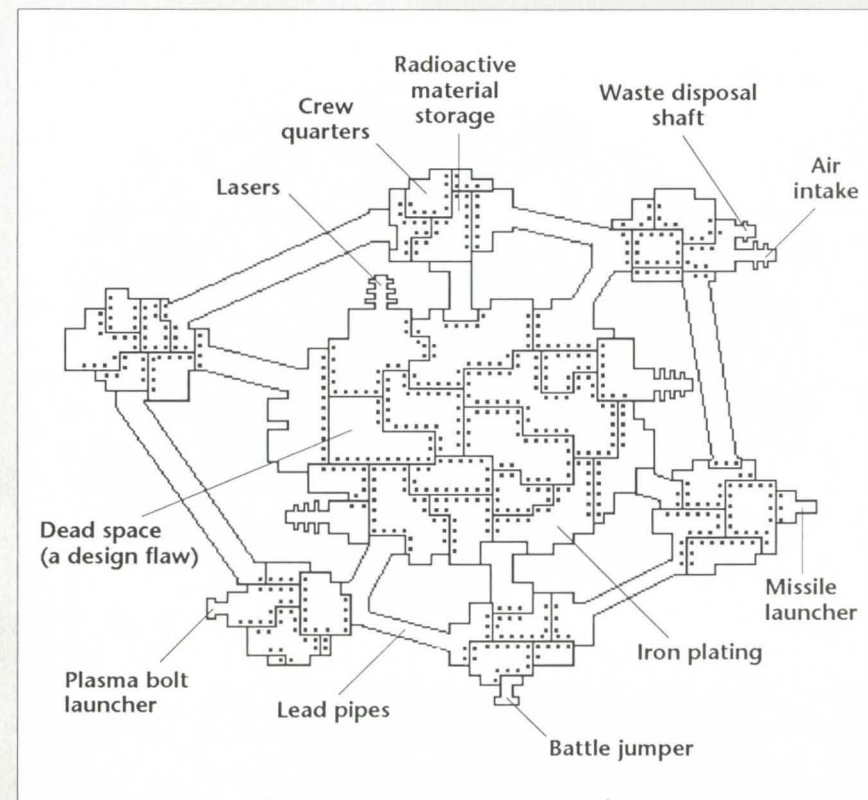 Radioactive
material
storage
Crew
quarters
Waste disposal
shaft
Air
intake
Lasers
Dead space
(a design flaw)
Missile
launcher
Iron plating
Plasma bolt
launcher
Lead pipes
Battle jumper